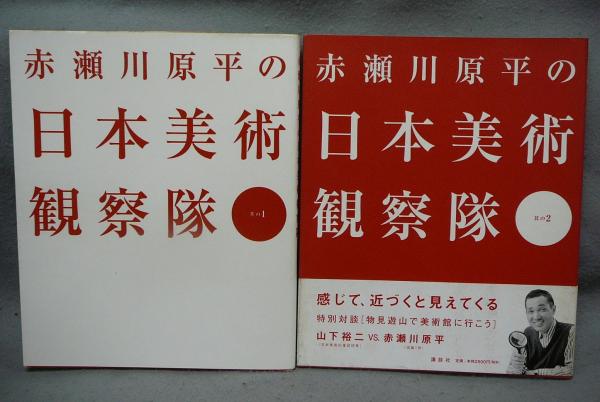 赤瀬川原平の
日本美術
観察隊
其の1
赤瀬川原平の
日本美術
観察隊
其の2
感じて、近づくと見えてくる
特別対談［物見遊山で美術館に行こう］
山下裕二 VS. 赤瀬川原平
講談社